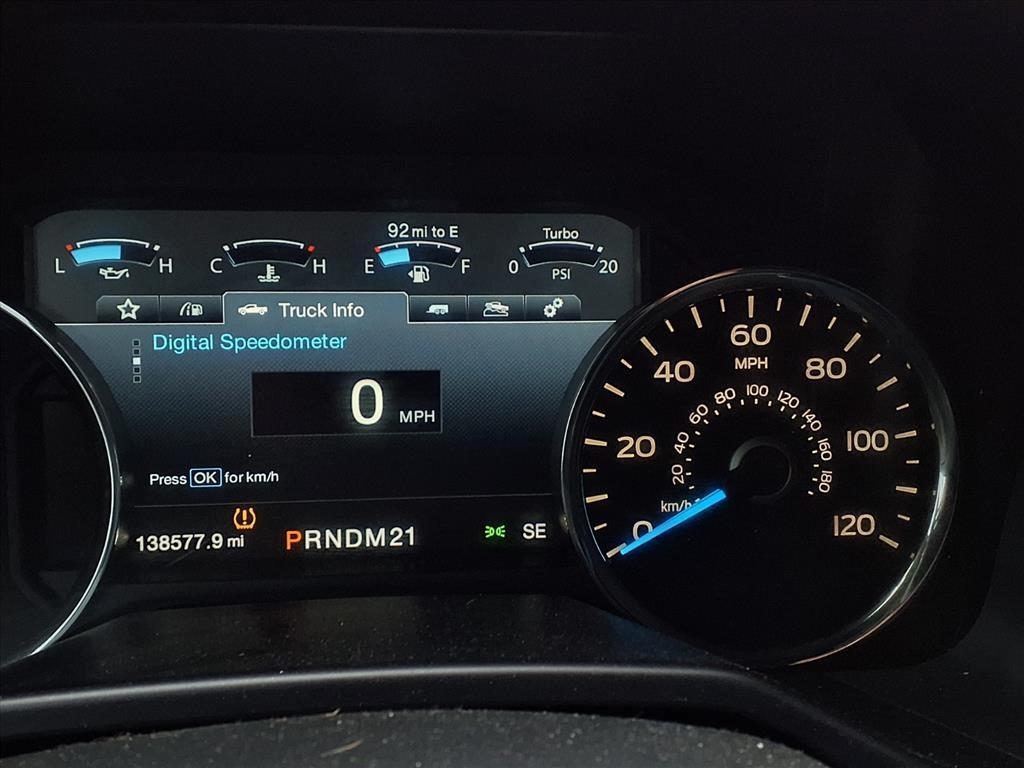 92 mi to E
Turbo
L H
C H
E F
0 PSI 20
Truck Info
Digital Speedometer
0 MPH
Press OK for km/h
138577.9 mi
PRNDM21
SE
0 20 40 60 80 100 120
MPH
20 40 60 80 100 120 140 160 180
km/h